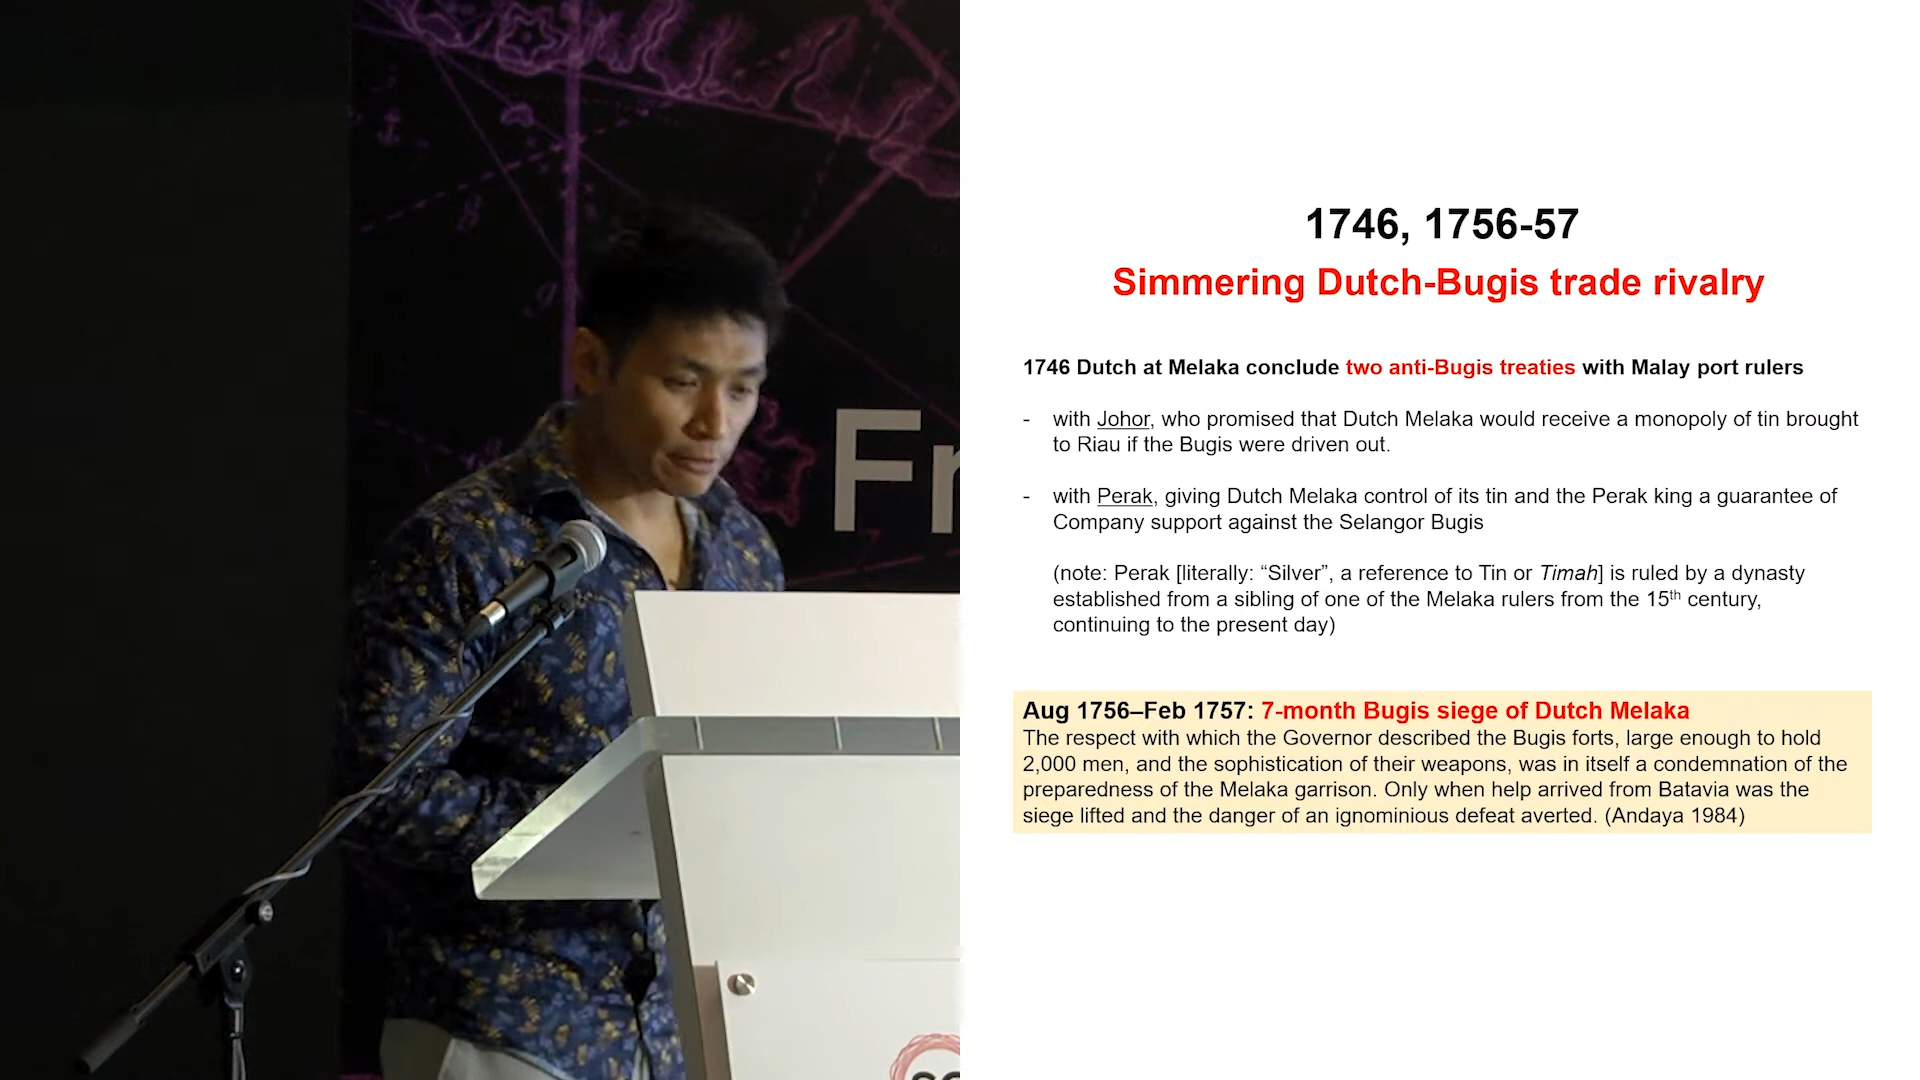 Fr
1746, 1756-57
Simmering Dutch-Bugis trade rivalry
1746 Dutch at Melaka conclude two anti-Bugis treaties with Malay port rulers
- with Johor, who promised that Dutch Melaka would receive a monopoly of tin brought
to Riau if the Bugis were driven out.
- with Perak, giving Dutch Melaka control of its tin and the Perak king a guarantee of
Company support against the Selangor Bugis
(note: Perak [literally: “Silver”, a reference to Tin or Timah] is ruled by a dynasty
established from a sibling of one of the Melaka rulers from the 15th century,
continuing to the present day)
Aug 1756–Feb 1757: 7-month Bugis siege of Dutch Melaka
The respect with which the Governor described the Bugis forts, large enough to hold
2,000 men, and the sophistication of their weapons, was in itself a condemnation of the
preparedness of the Melaka garrison. Only when help arrived from Batavia was the
siege lifted and the danger of an ignominious defeat averted. (Andaya 1984)